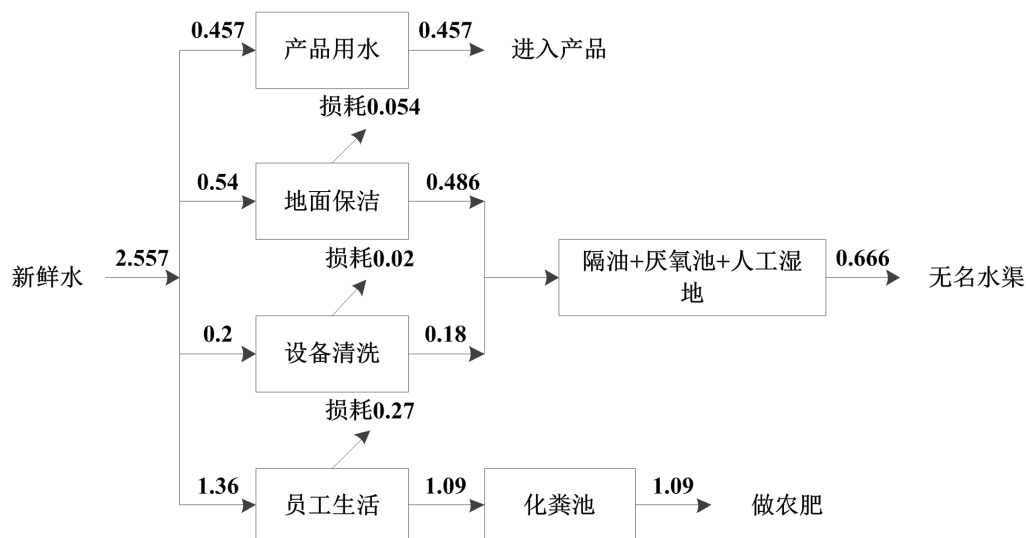 0.457
产品用水
0.457
进入产品
损耗0.054
0.54
地面保洁
0.486
新鲜水
2.557
损耗0.02
隔油+厌氧池+人工湿
地
0.666
无名水渠
0.2
设备清洗
0.18
损耗0.27
1.36
员工生活
1.09
化粪池
1.09
做农肥